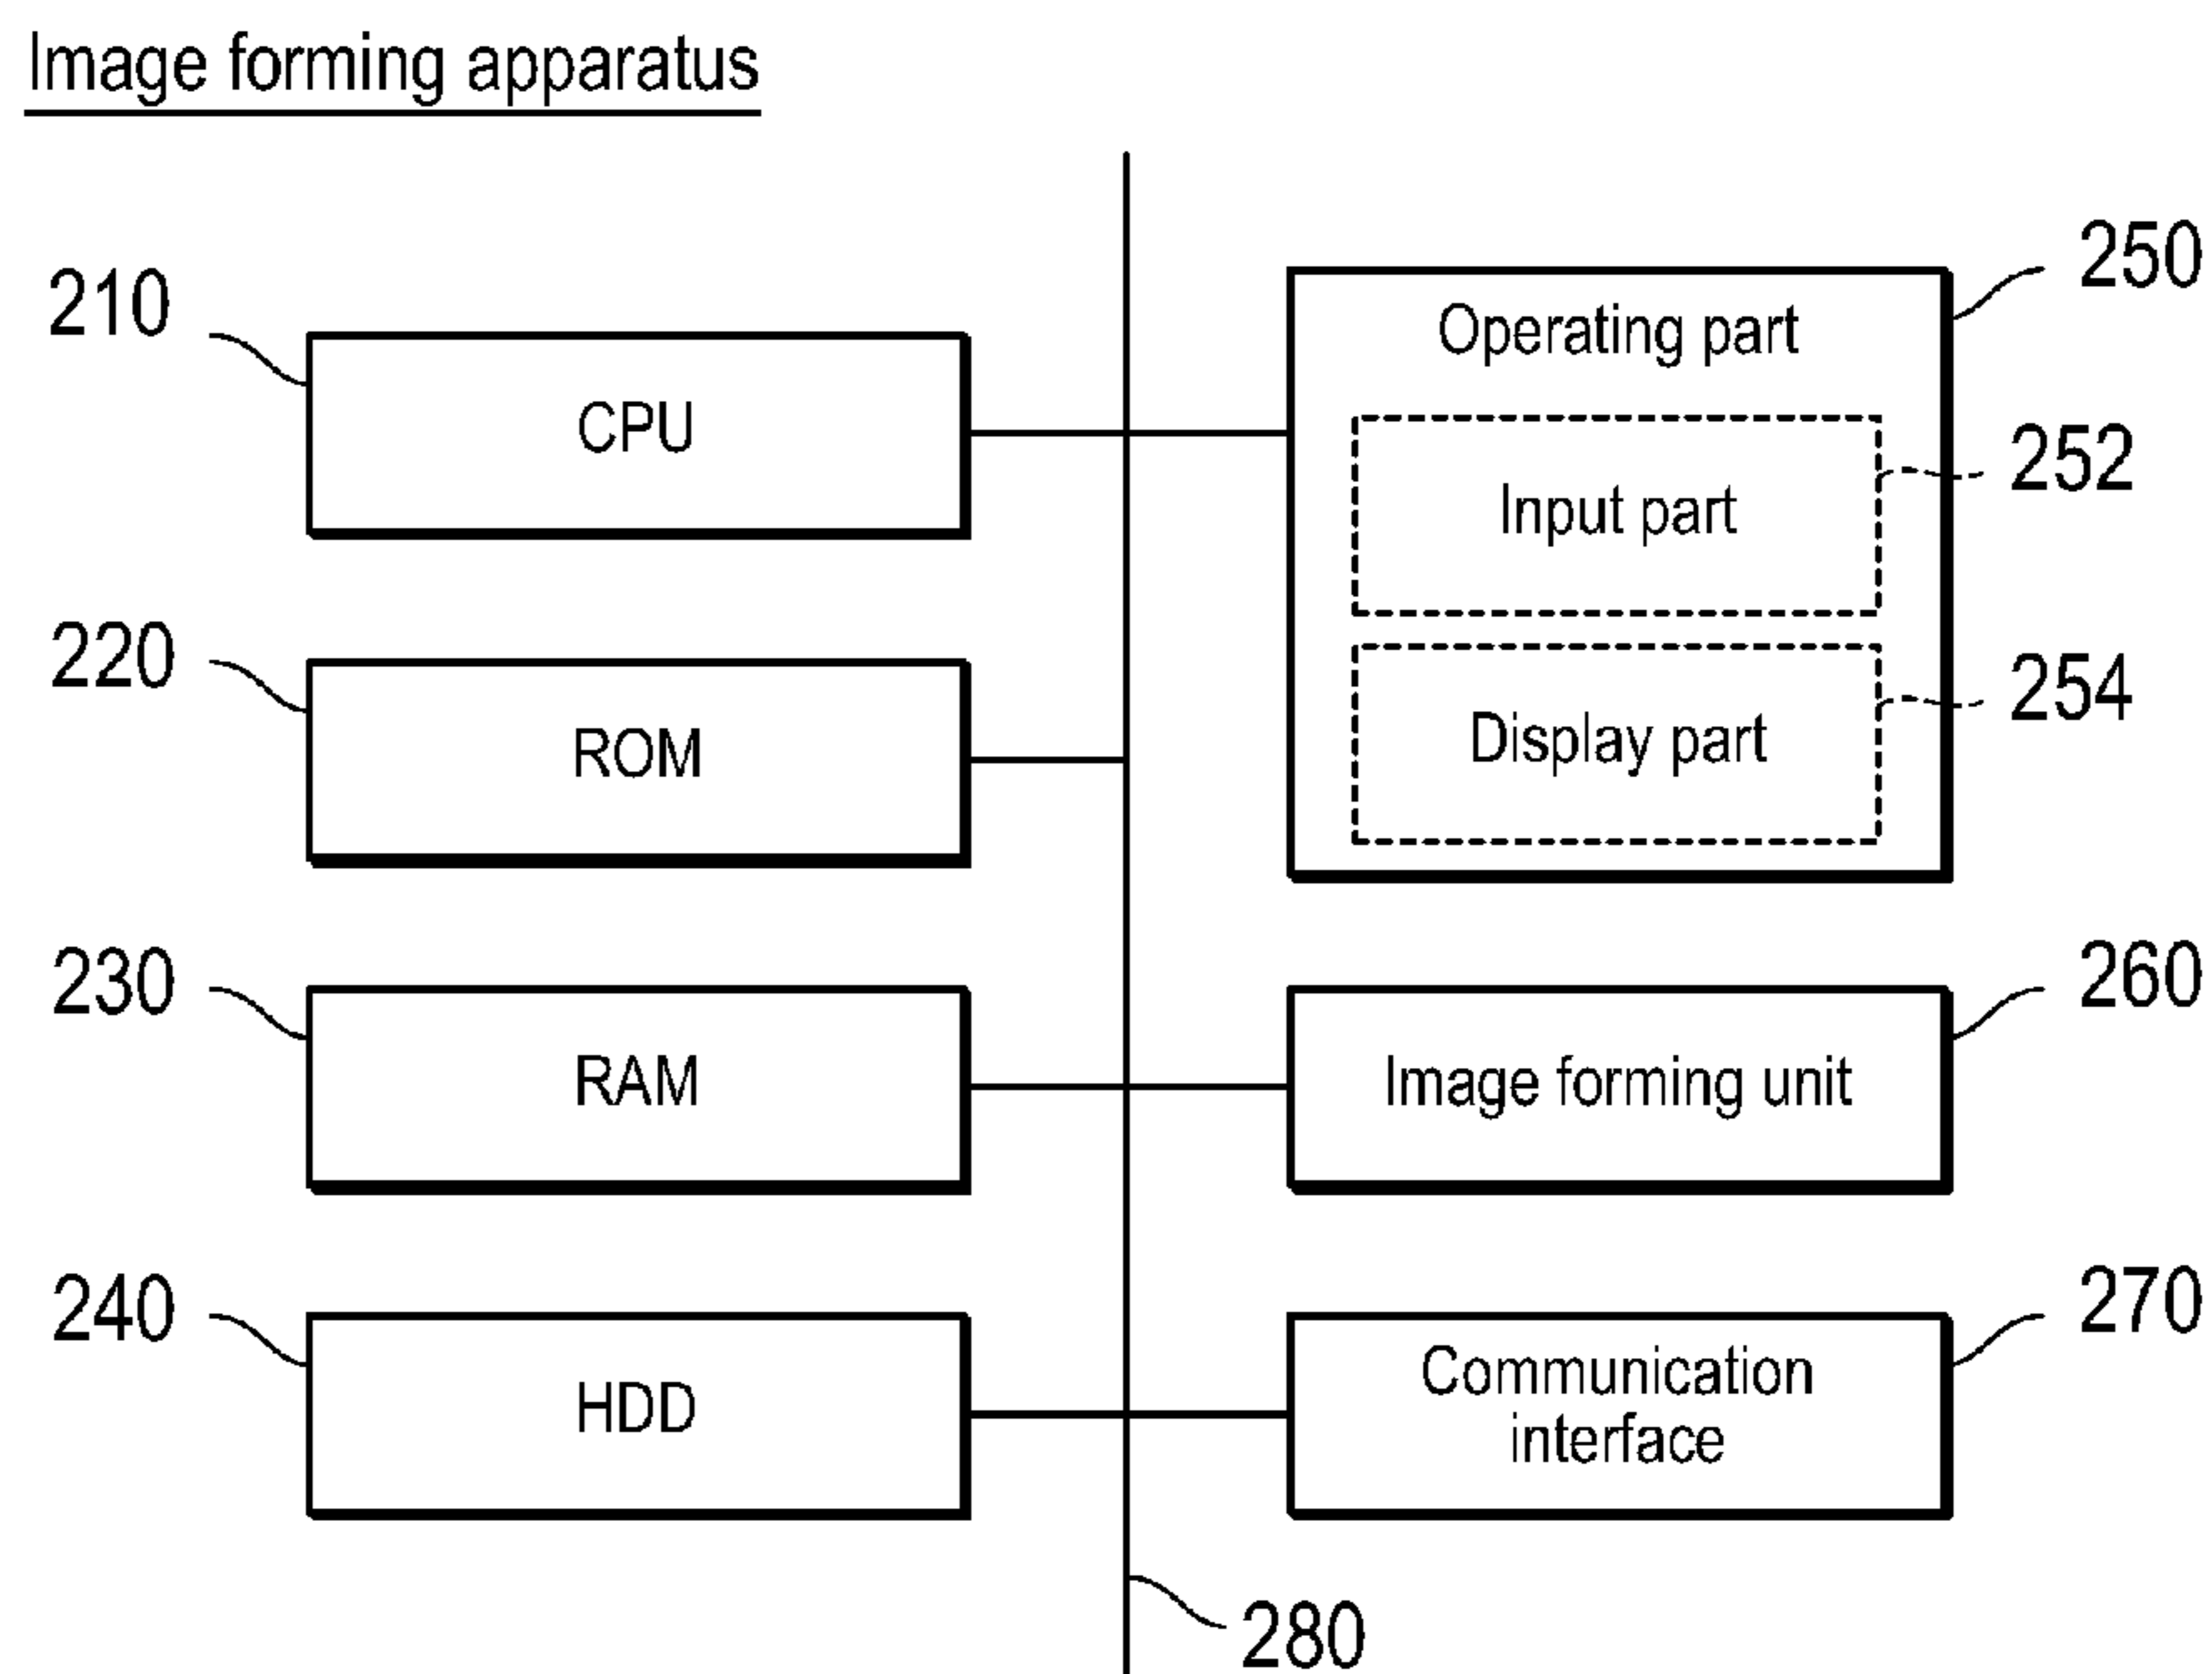 Image forming apparatus
210
CPU
220
ROM
230
RAM
240
HDD
250
Operating part
252
Input part
254
Display part
260
Image forming unit
270
Communication
interface
280